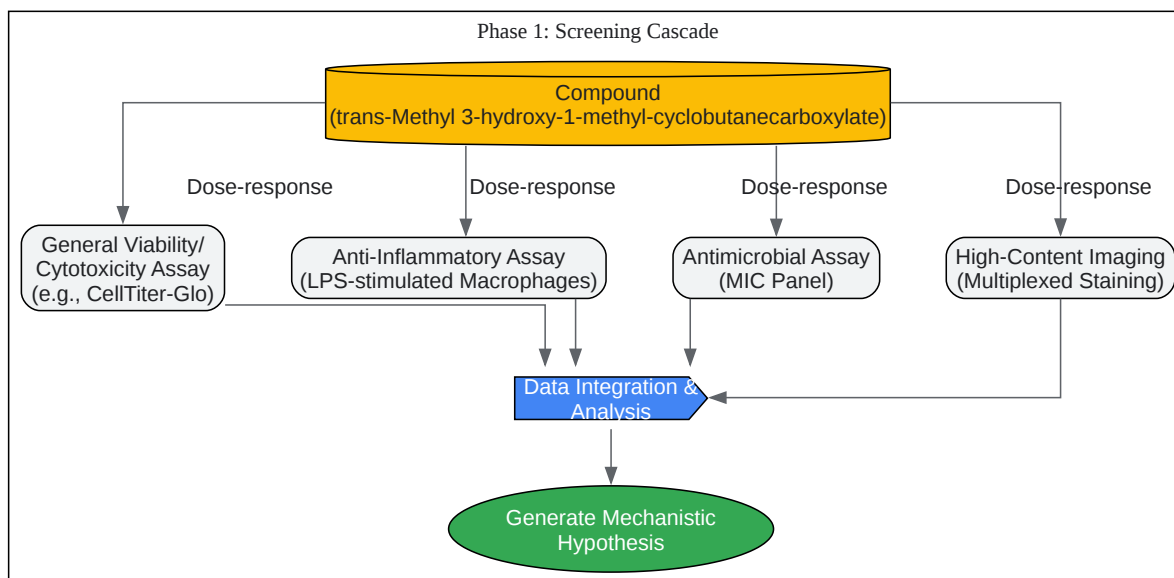 Phase 1: Screening Cascade
Compound
(trans-Methyl 3-hydroxy-1-methyl-cyclobutanecarboxylate)
Dose-response
Dose-response
Dose-response
Dose-response
General Viability/
Cytotoxicity Assay
(e.g., CellTiter-Glo)
Anti-Inflammatory Assay
(LPS-stimulated Macrophages)
Antimicrobial Assay
(MIC Panel)
High-Content Imaging
(Multiplexed Staining)
Data Integration &
Analysis
Generate Mechanistic
Hypothesis